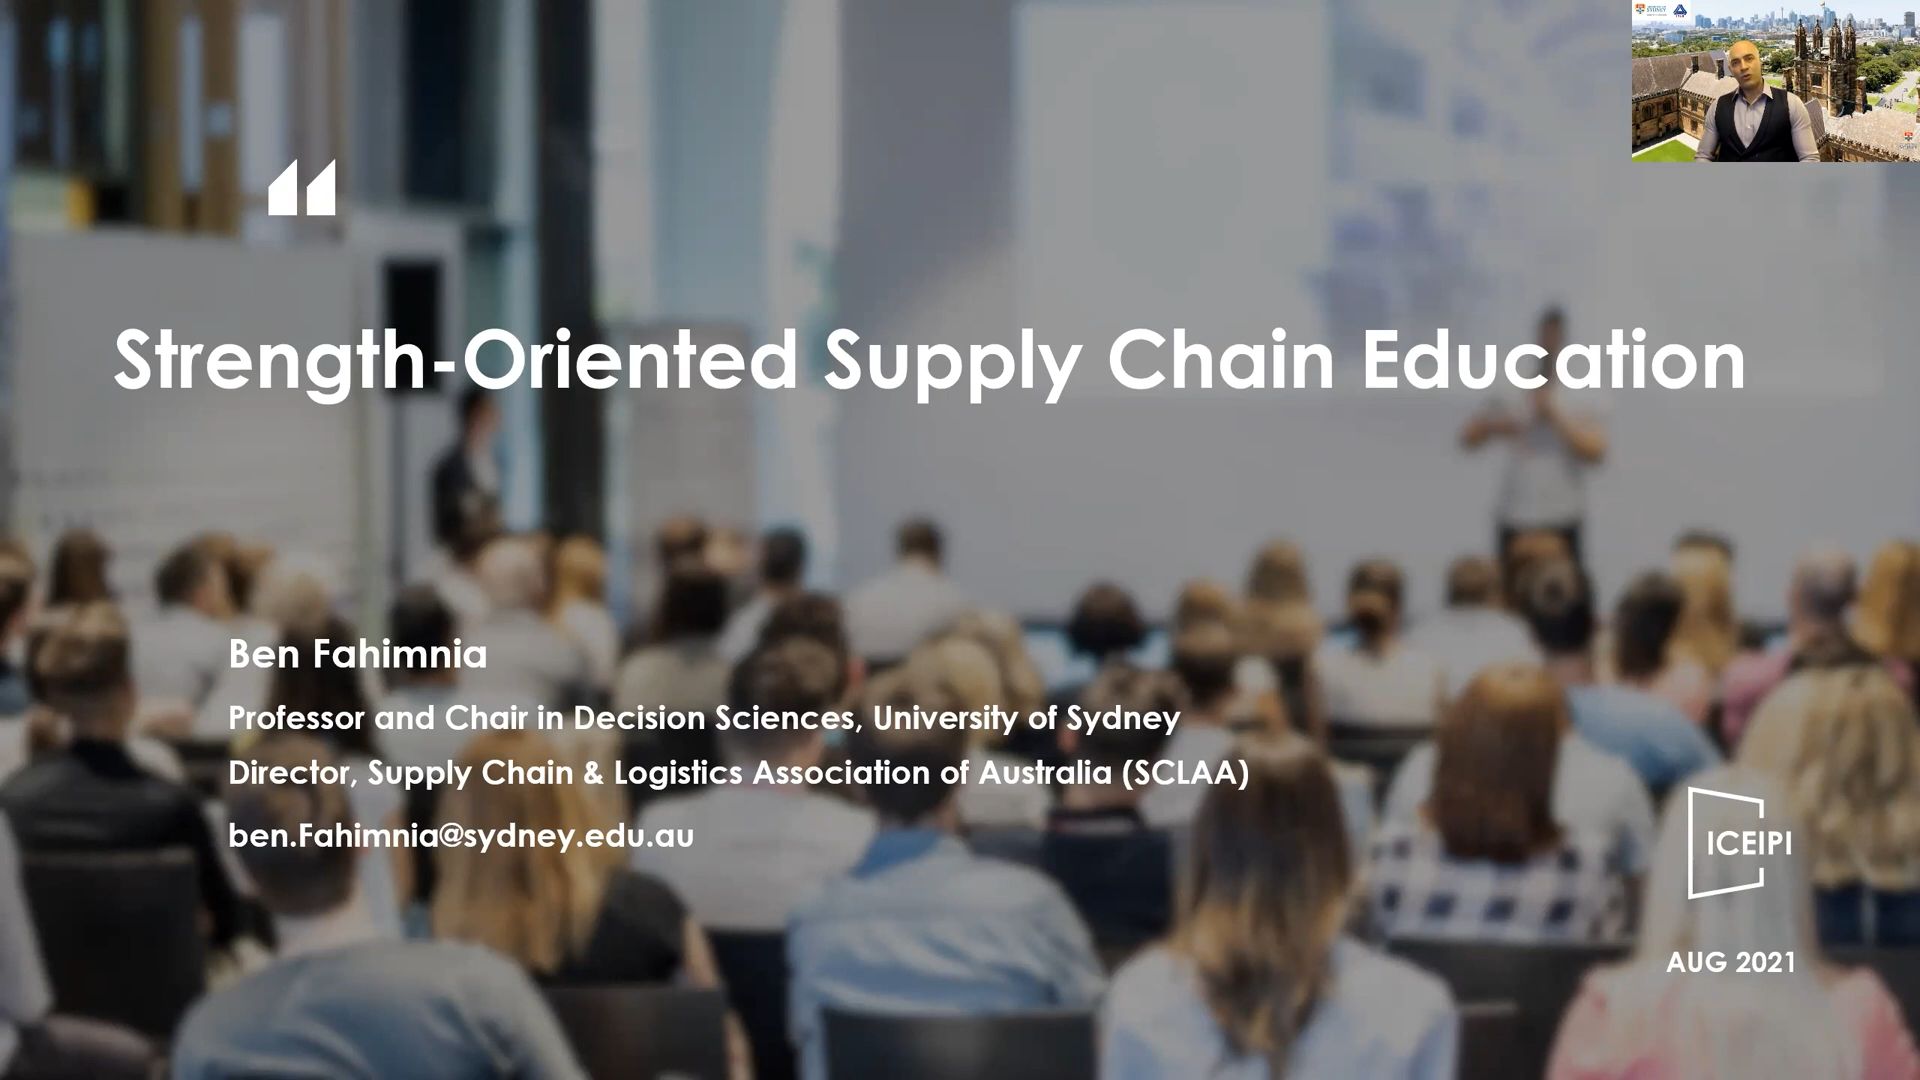 Strength-Oriented Supply Chain Education
Ben Fahimnia
Professor and Chair in Decision Sciences, University of Sydney
Director, Supply Chain & Logistics Association of Australia (SCLAA)
ben.Fahimnia@sydney.edu.au
ICEIPI
AUG 2021